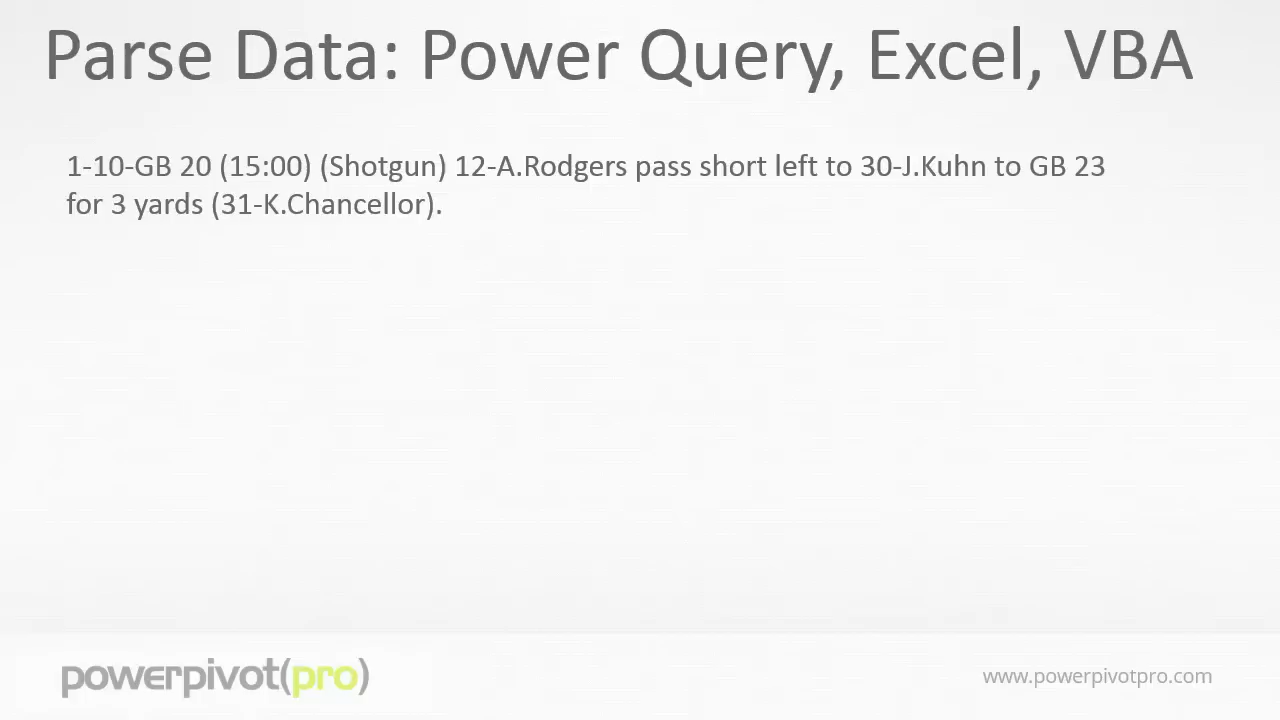 Parse Data: Power Query, Excel, VBA
1-10-GB 20 (15:00) (Shotgun) 12-A.Rodgers pass short left to 30-J.Kuhn to GB 23
for 3 yards (31-K.Chancellor).
powerpivot(pro)
www.powerpivotpro.com